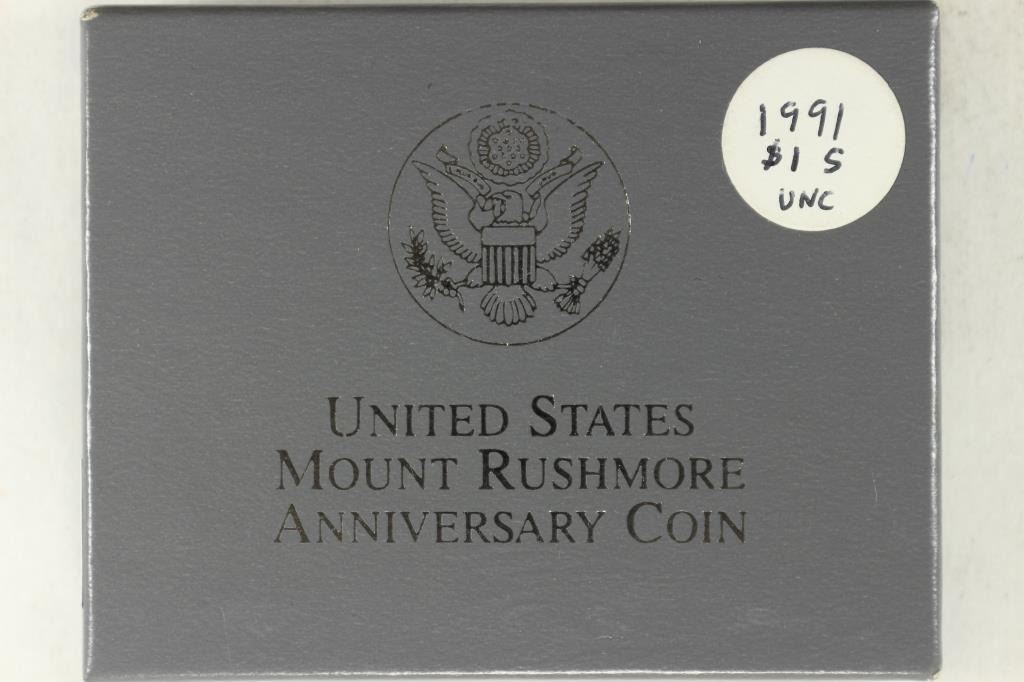 1991
$1 S
UNC
UNITED STATES
MOUNT RUSHMORE
ANNIVERSARY COIN